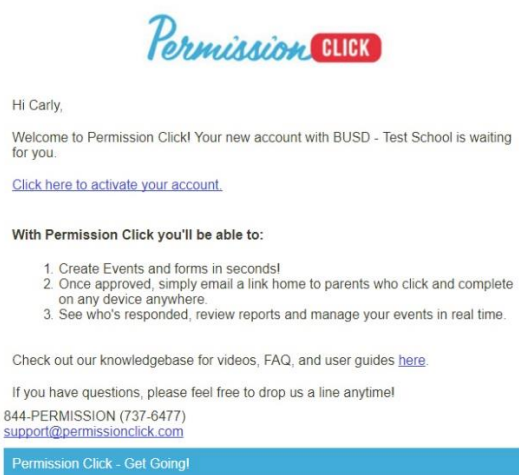 Permission CLICK
Hi Carly,
Welcome to Permission Click! Your new account with BUSD - Test School is waiting
for you.
Click here to activate your account.
With Permission Click you'll be able to:
1. Create Events and forms in seconds!
2. Once approved, simply email a link home to parents who click and complete
on any device anywhere.
3. See who's responded, review reports and manage your events in real time.
Check out our knowledgebase for videos, FAQ, and user guides here.
If you have questions, please feel free to drop us a line anytime!
844-PERMISSION (737-6477)
support@permissionclick.com
Permission Click - Get Going!